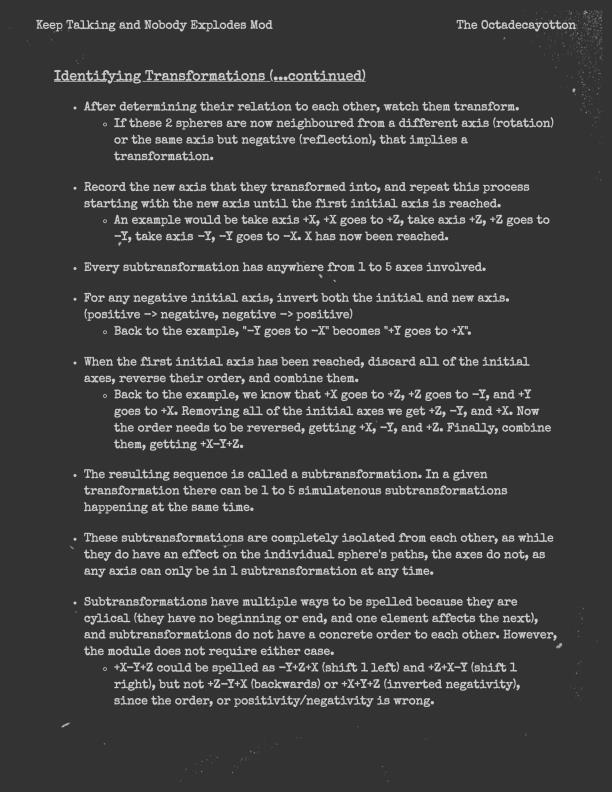 Keep Talking and Nobody Explodes Mod The Octadecayotton
Identifying Transformations (...continued)
• After determining their relation to each other, watch them transform.
◦ If these 2 spheres are now neighboured from a different axis (rotation)
or the same axis but negative (reflection), that implies a
transformation.
• Record the new axis that they transformed into, and repeat this process
starting with the new axis until the first initial axis is reached.
◦ An example would be take axis +X, +X goes to +Z, take axis +Z, +Z goes to
-Y, take axis -Y, -Y goes to -X. X has now been reached.
• Every subtransformation has anywhere from 1 to 5 axes involved.
• For any negative initial axis, invert both the initial and new axis.
(positive -> negative, negative -> positive)
◦ Back to the example, "-Y goes to -X" becomes "+Y goes to +X".
• When the first initial axis has been reached, discard all of the initial
axes, reverse their order, and combine them.
◦ Back to the example, we know that +X goes to +Z, +Z goes to -Y, and +Y
goes to +X. Removing all of the initial axes we get +Z, -Y, and +X. Now
the order needs to be reversed, getting +X, -Y, and +Z. Finally, combine
them, getting +X-Y+Z.
• The resulting sequence is called a subtransformation. In a given
transformation there can be 1 to 5 simulatenous subtransformations
happening at the same time.
• These subtransformations are completely isolated from each other, as while
they do have an effect on the individual sphere's paths, the axes do not, as
any axis can only be in 1 subtransformation at any time.
• Subtransformations have multiple ways to be spelled because they are
cylical (they have no beginning or end, and one element affects the next),
and subtransformations do not have a concrete order to each other. However,
the module does not require either case.
◦ +X-Y+Z could be spelled as -Y+Z+X (shift 1 left) and +Z+X-Y (shift 1
right), but not +Z-Y+X (backwards) or +X+Y+Z (inverted negativity),
since the order, or positivity/negativity is wrong.